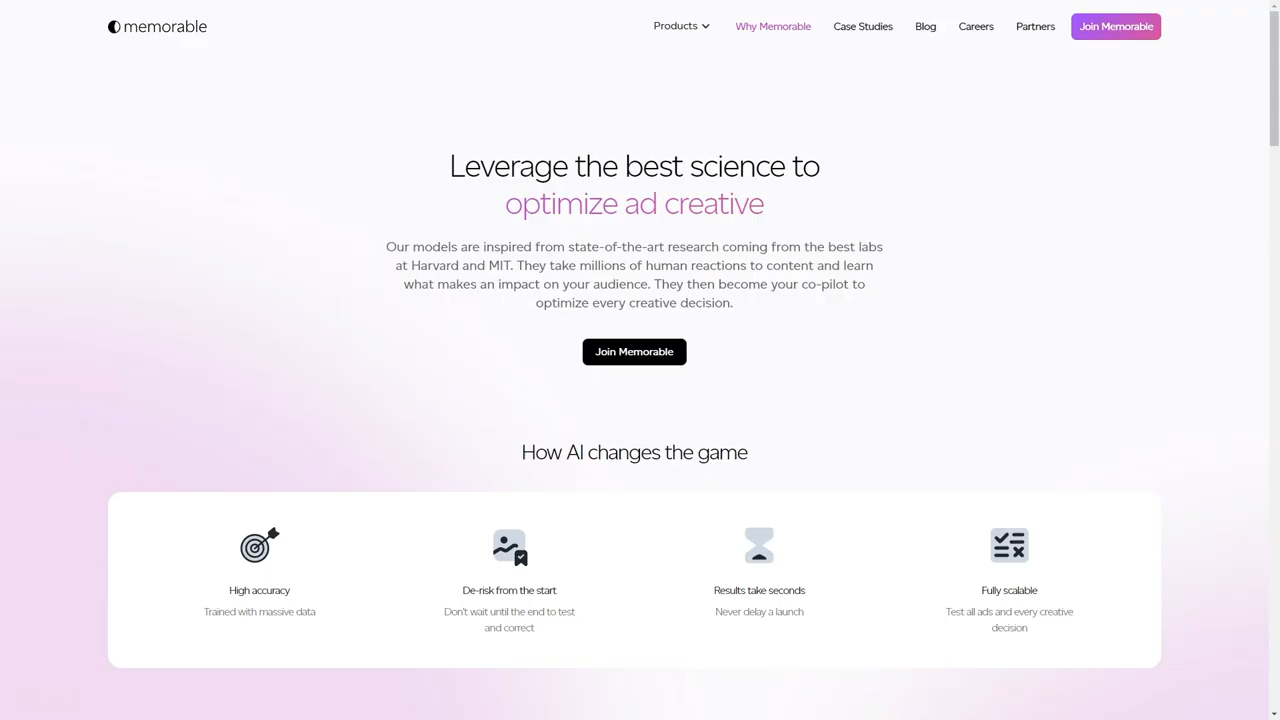 memorable
Products
Why Memorable
Case Studies
Blog
Careers
Partners
Join Memorable
Leverage the best science to
optimize ad creative
Our models are inspired from state-of-the-art research coming from the best labs
at Harvard and MIT. They take millions of human reactions to content and learn
what makes an impact on your audience. They then become your co-pilot to
optimize every creative decision.
Join Memorable
How AI changes the game
High accuracy
Trained with massive data
De-risk from the start
Don't wait until the end to test
and correct
Results take seconds
Never delay a launch
Fully scalable
Test all ads and every creative
decision